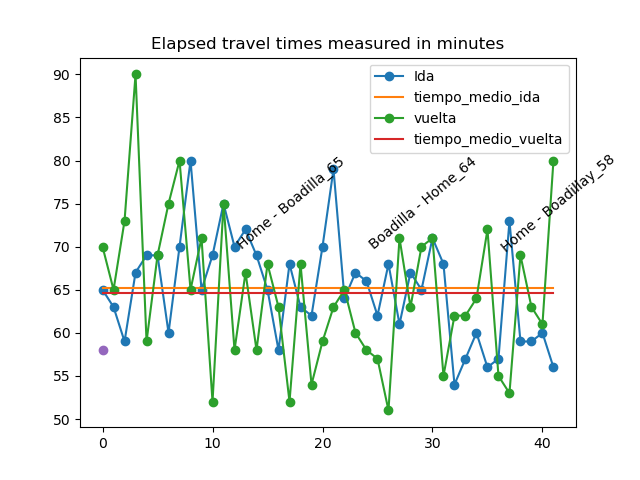 Elapsed travel times measured in minutes
Ida
tiempo_medio_ida
vuelta
tiempo_medio_vuelta
Home - Boadilla_65
Boadilla - Home_64
Home - Boadillay_58
90
85
80
75
70
65
60
55
50
0 10 20 30 40